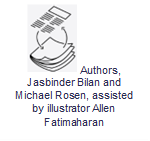 Authors,
Jasbinder Bilan and
Michael Rosen, assisted
by illustrator Allen
Fatimaharan